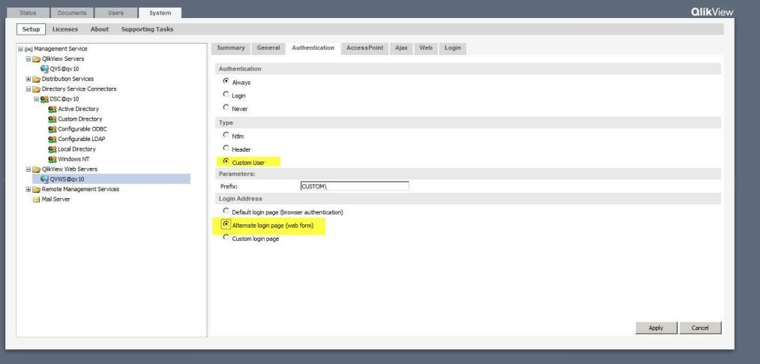 Status Documents Users System
QlikView
Setup Licenses About Supporting Tasks
Management Service
QlikView Servers
QVS@qv10
Distribution Services
Directory Service Connectors
DSC@qv10
Active Directory
Custom Directory
Configurable ODBC
Configurable LDAP
Local Directory
Windows NT
QlikView Web Servers
QVWS@qv10
Remote Management Services
Mail Server
Summary General Authentication AccessPoint Ajax Web Login
Authentication
Always
Login
Never
Type
Ntlm
Header
Custom User
Parameters:
Prefix: CUSTOM\
Login Address
Default login page (browser authentication)
Alternate login page (web form)
Custom login page
Apply Cancel